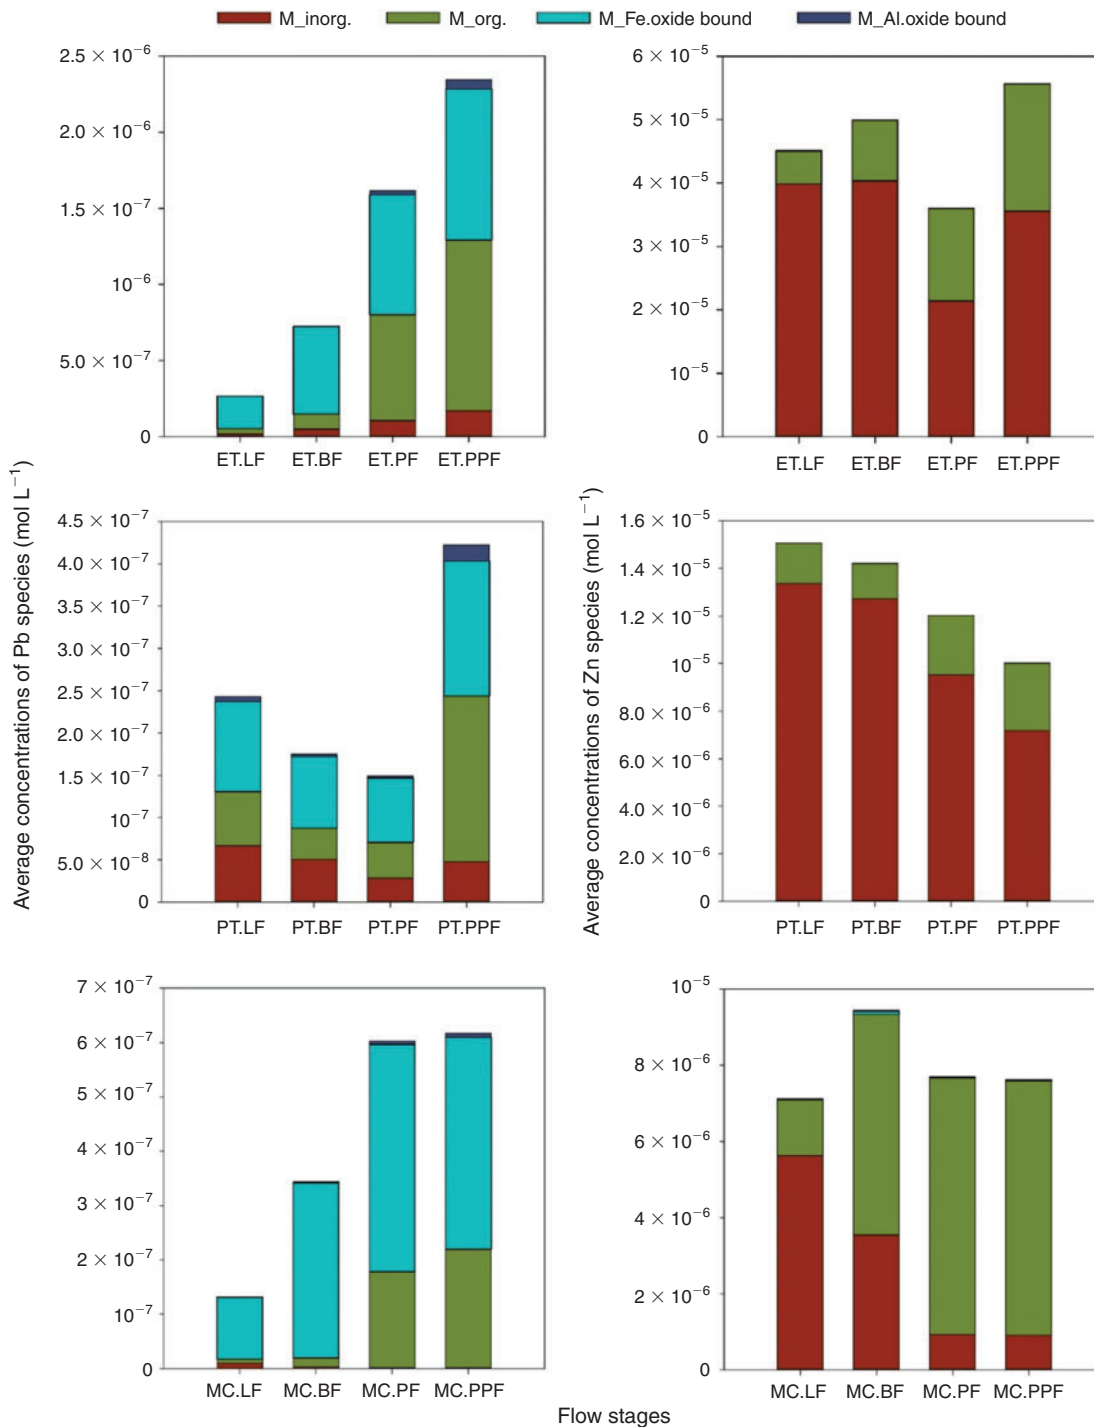 M_inorg. M_org. M_Fe.oxide bound M_Al.oxide bound
2.5 × 10⁻⁶
2.0 × 10⁻⁶
1.5 × 10⁻⁷
10⁻⁶
5.0 × 10⁻⁷
0
ET.LF ET.BF ET.PF ET.PPF
6 × 10⁻⁵
5 × 10⁻⁵
4 × 10⁻⁵
3 × 10⁻⁵
2 × 10⁻⁵
10⁻⁵
0
ET.LF ET.BF ET.PF ET.PPF
Average concentrations of Pb species (mol L⁻¹)
4.5 × 10⁻⁷
4.0 × 10⁻⁷
3.5 × 10⁻⁷
3.0 × 10⁻⁷
2.5 × 10⁻⁷
2.0 × 10⁻⁷
1.5 × 10⁻⁷
10⁻⁷
5.0 × 10⁻⁸
0
PT.LF PT.BF PT.PF PT.PPF
Average concentrations of Zn species (mol L⁻¹)
1.6 × 10⁻⁵
1.4 × 10⁻⁵
1.2 × 10⁻⁵
10⁻⁵
8.0 × 10⁻⁶
6.0 × 10⁻⁶
4.0 × 10⁻⁶
2.0 × 10⁻⁶
0
PT.LF PT.BF PT.PF PT.PPF
7 × 10⁻⁷
6 × 10⁻⁷
5 × 10⁻⁷
4 × 10⁻⁷
3 × 10⁻⁷
2 × 10⁻⁷
10⁻⁷
0
MC.LF MC.BF MC.PF MC.PPF
10⁻⁵
8 × 10⁻⁶
6 × 10⁻⁶
4 × 10⁻⁶
2 × 10⁻⁶
0
MC.LF MC.BF MC.PF MC.PPF
Flow stages